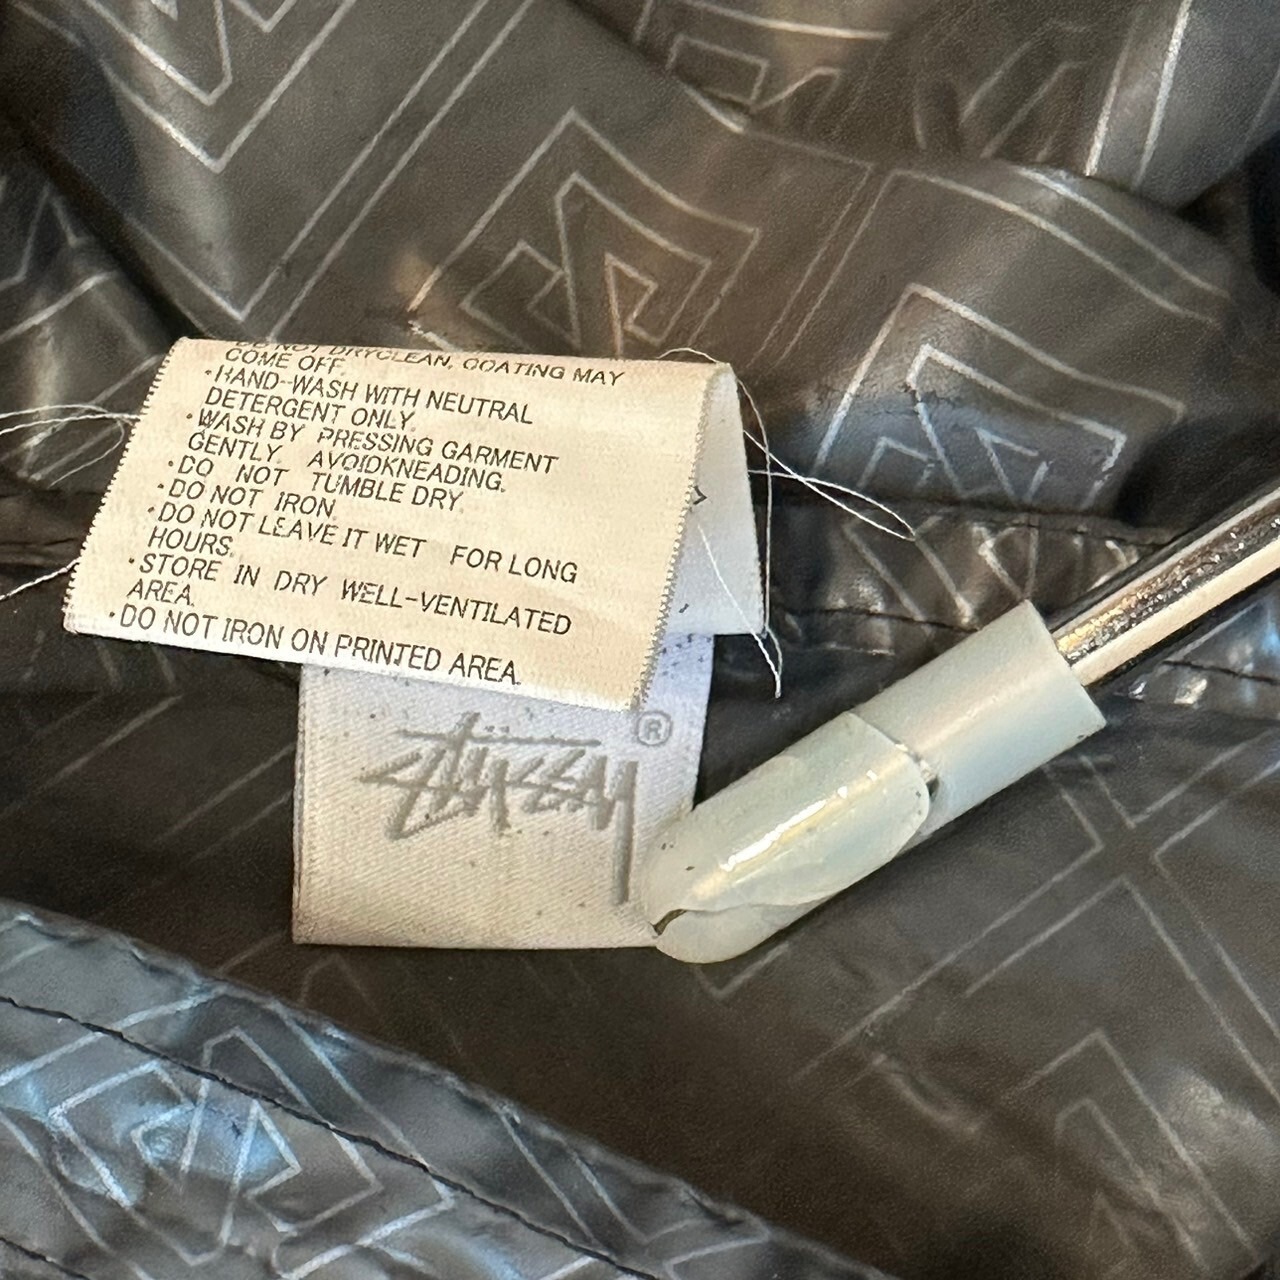 DO NOT DRYCLEAN, COATING MAY
COME OFF.
·HAND-WASH WITH NEUTRAL
DETERGENT ONLY.
·WASH BY PRESSING GARMENT
GENTLY. AVOIDKNEADING.
·DO NOT TUMBLE DRY.
·DO NOT IRON.
·DO NOT LEAVE IT WET FOR LONG
HOURS.
·STORE IN DRY WELL-VENTILATED
AREA.
·DO NOT IRON ON PRINTED AREA.
STÜSSY ®